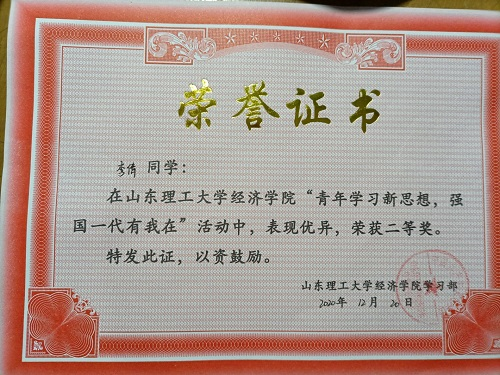 荣誉证书
李倩 同学：
在山东理工大学经济学院“青年学习新思想，强
国一代有我在”活动中，表现优异，荣获二等奖。
特发此证，以资鼓励。
山东理工大学经济学院学习部
2020年 12月 20日